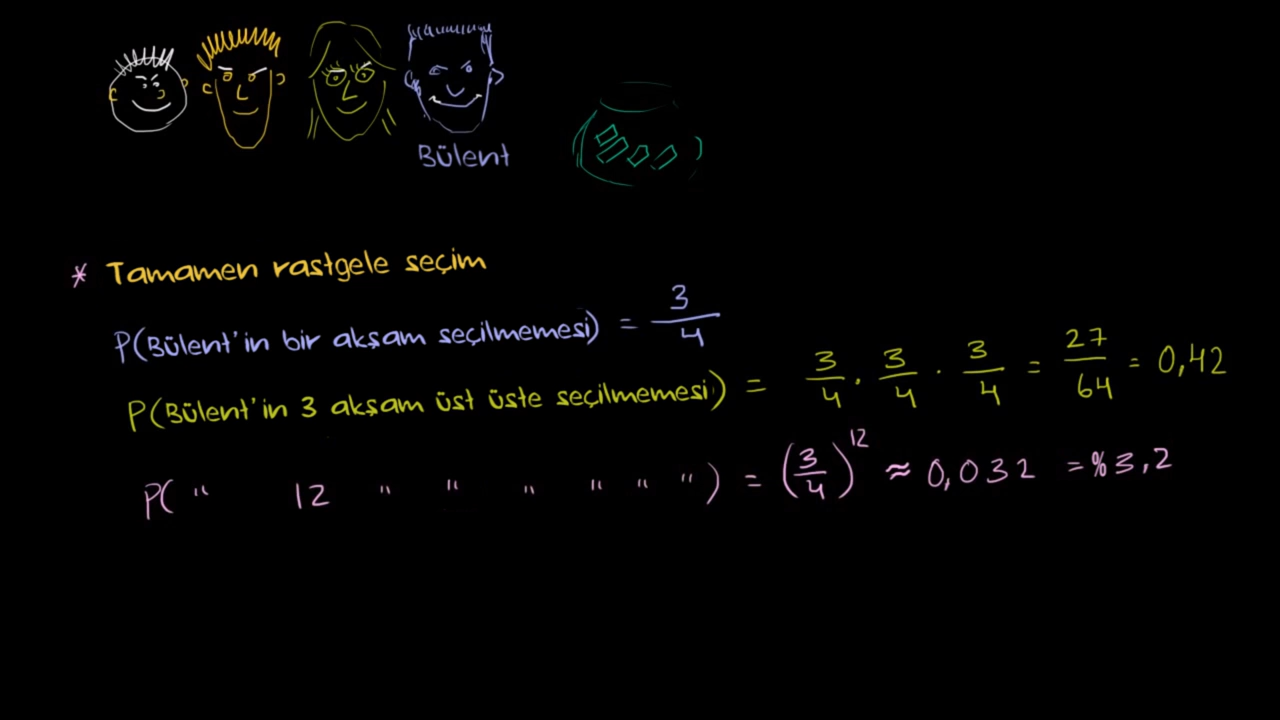 Bülent
* Tamamen rastgele seçim
P(Bülent'in bir akşam seçilmemesi) = 3/4
P(Bülent'in 3 akşam üst üste seçilmemesi) = 3/4 . 3/4 . 3/4 = 27/64 = 0,42
P( " 12 " " " " " " ) = (3/4)^12 ≈ 0,032 = %3,2